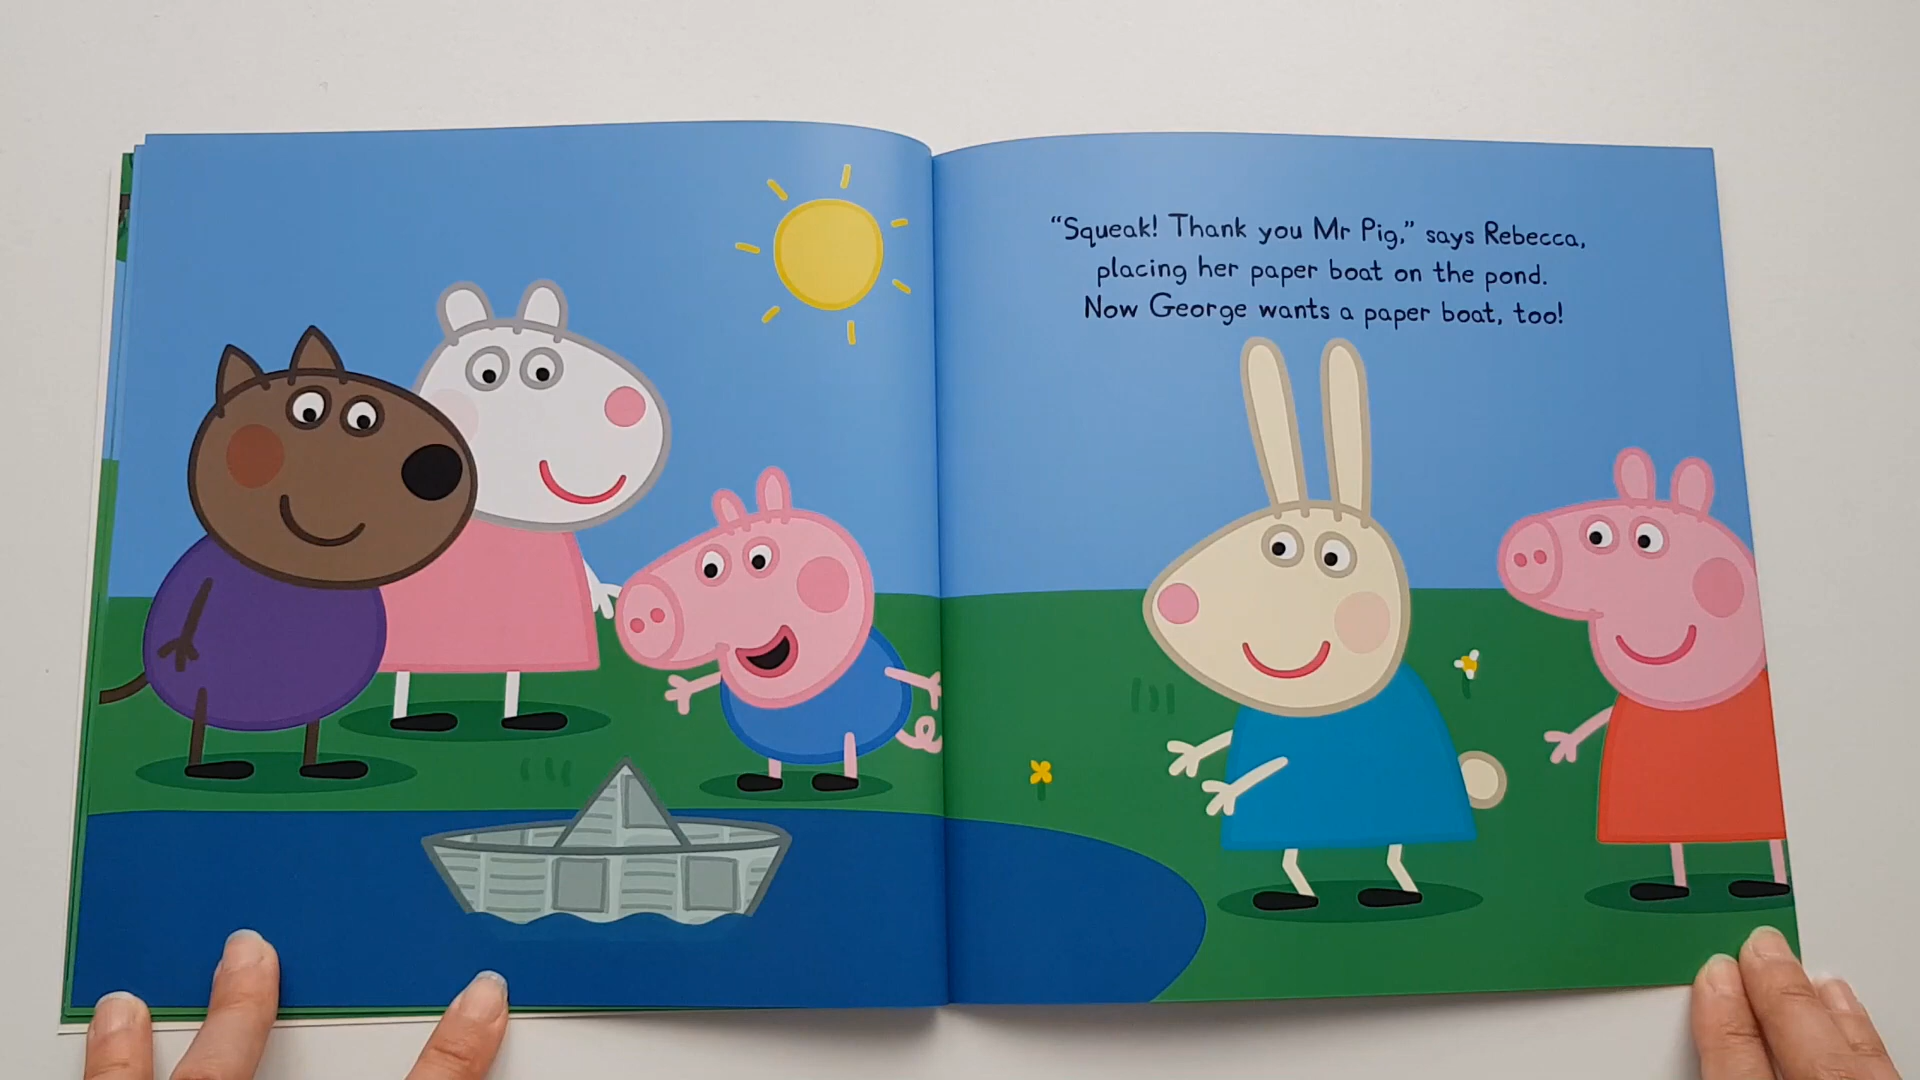 “Squeak! Thank you Mr Pig,” says Rebecca,
placing her paper boat on the pond.
Now George wants a paper boat, too!